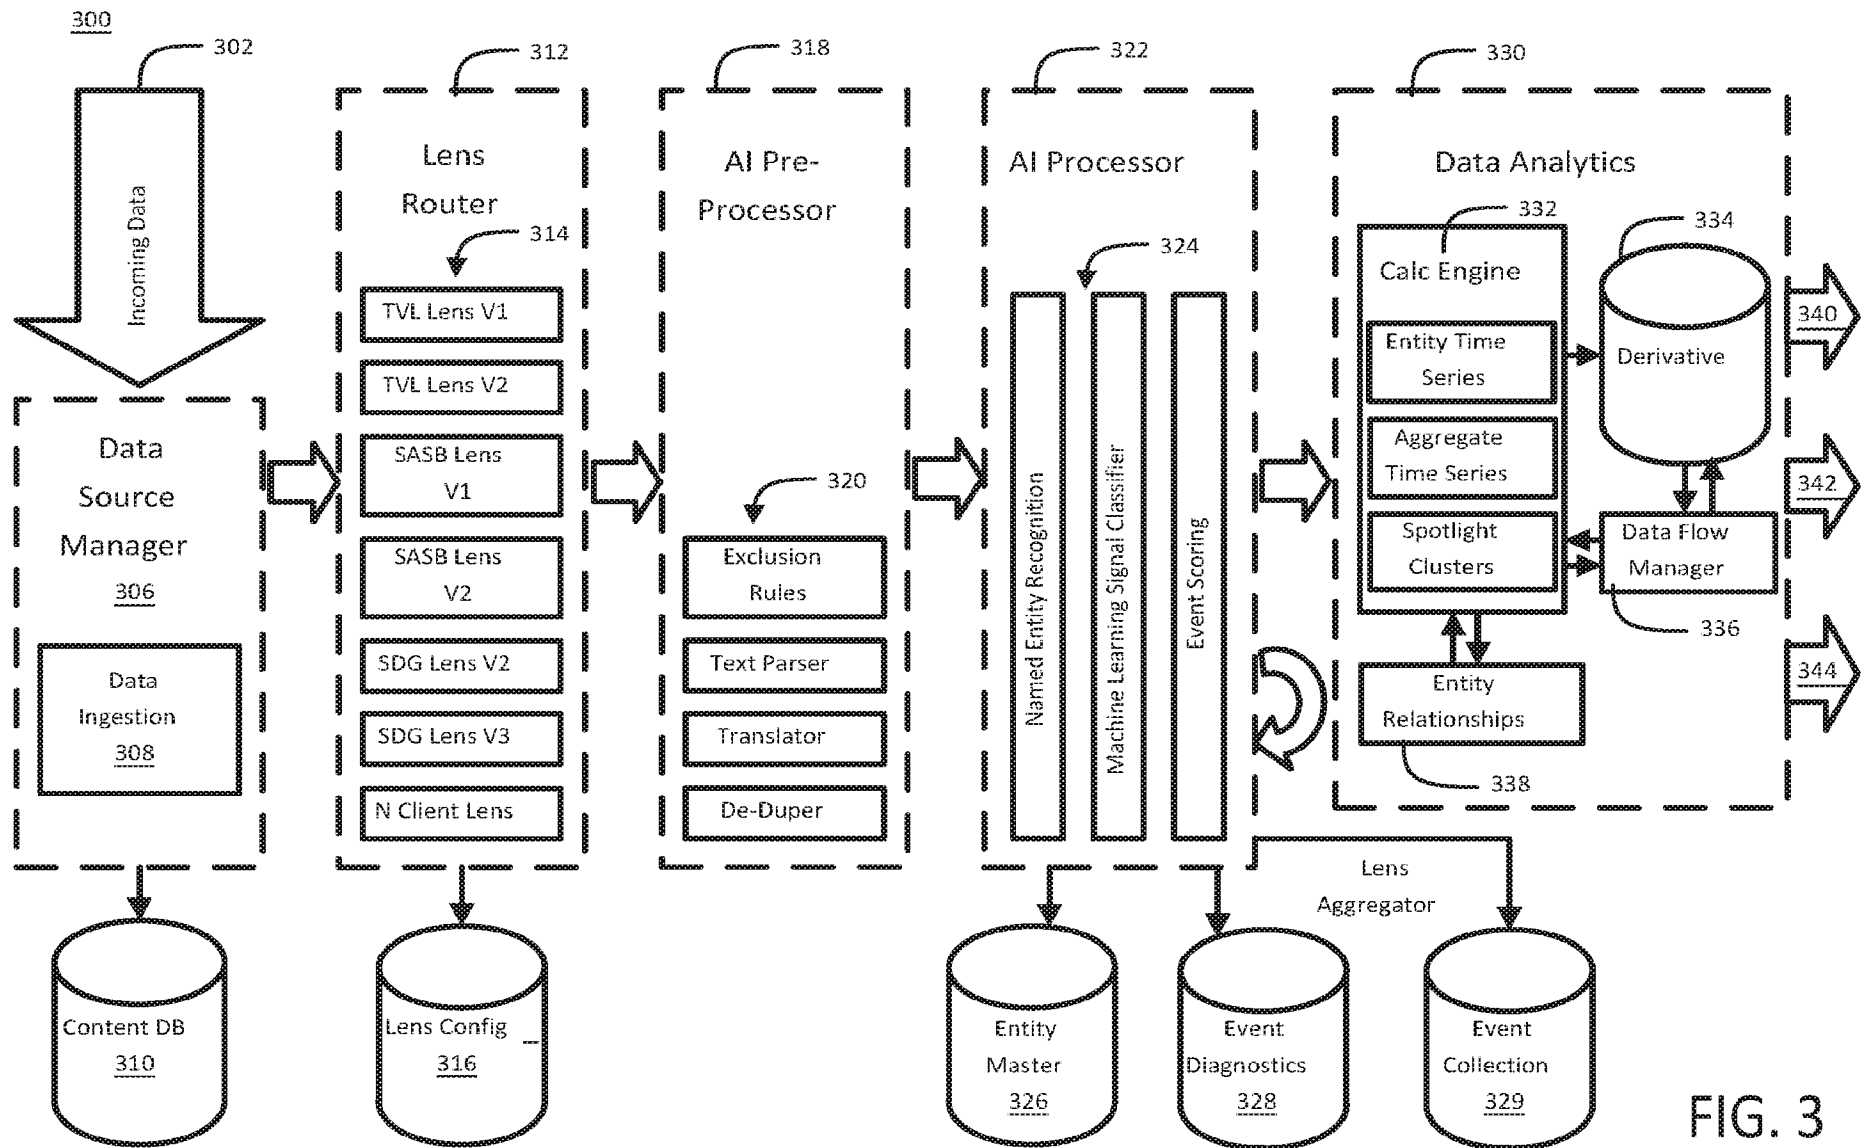 300
302
312
318
322
330
Incoming Data
Data
Source
Manager
306
Data
Ingestion
308
Content DB
310
Lens
Router
314
TVL Lens V1
TVL Lens V2
SASB Lens
V1
SASB Lens
V2
SDG Lens V2
SDG Lens V3
N Client Lens
Lens Config
316
AI Pre-
Processor
320
Exclusion
Rules
Text Parser
Translator
De-Duper
AI Processor
324
Named Entity Recognition
Machine Learning Signal Classifier
Event Scoring
Lens
Aggregator
Entity
Master
326
Event
Diagnostics
328
Event
Collection
329
Data Analytics
332
334
Calc Engine
Entity Time
Series
Aggregate
Time Series
Spotlight
Clusters
Derivative
Data Flow
Manager
336
Entity
Relationships
338
340
342
344
FIG. 3